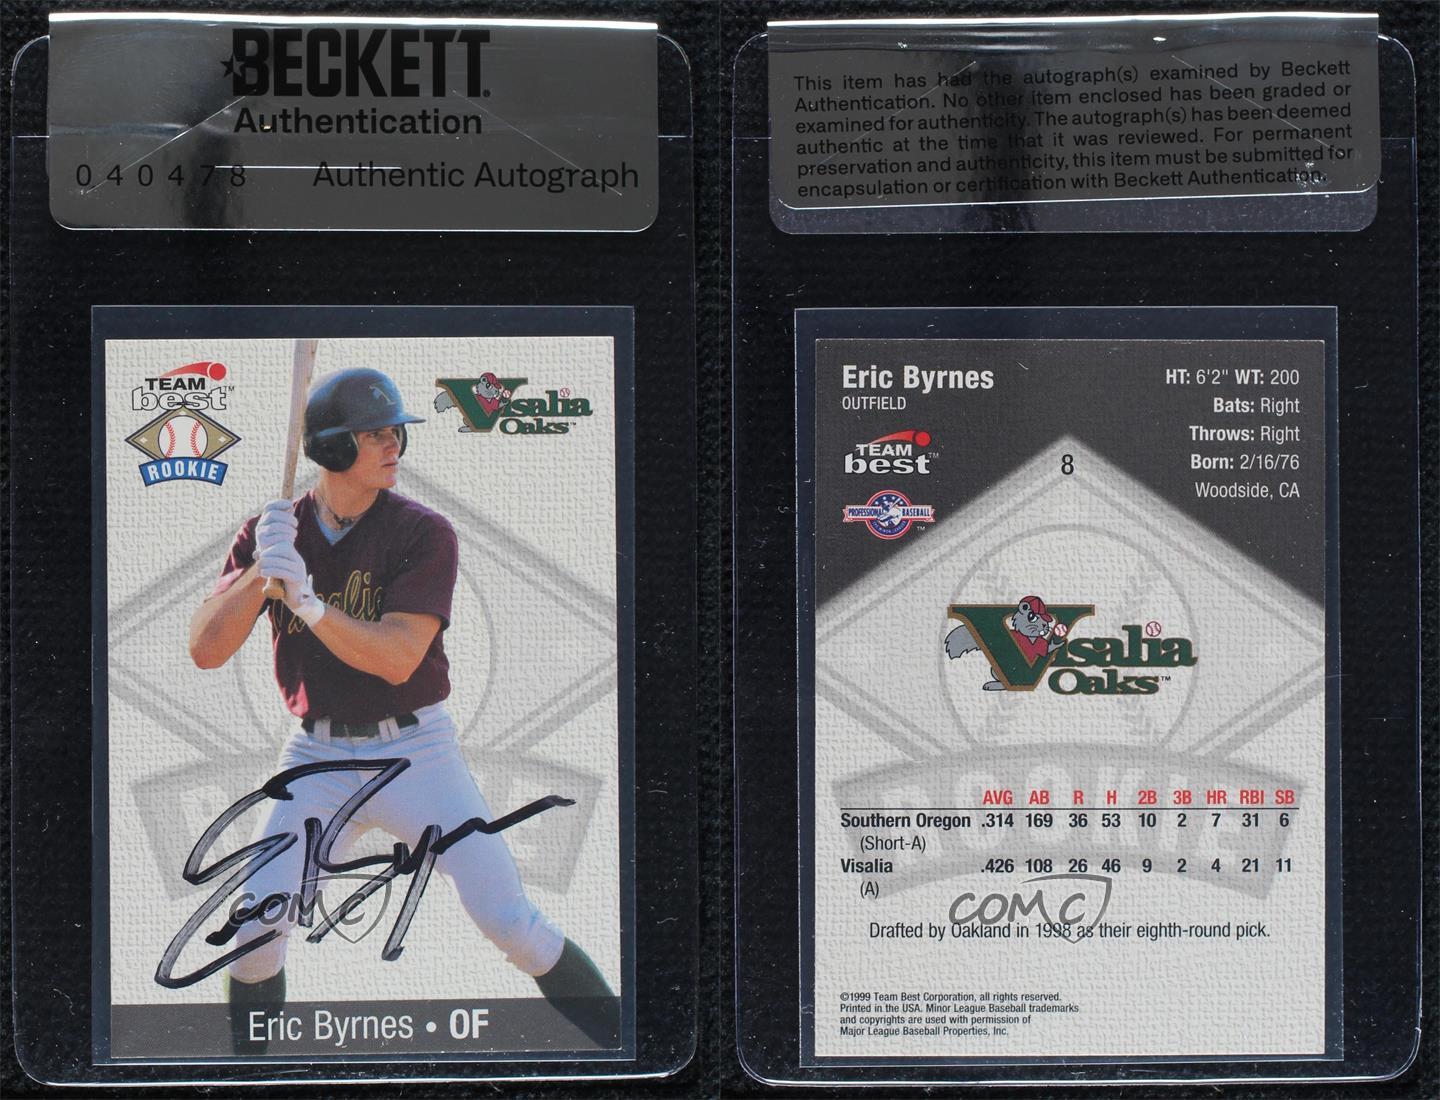 BECKETT.
Authentication
040478 Authentic Autograph
TEAM
best™
ROOKIE
Visalia
Oaks™
Visalia
E Byrnes
COMC
Eric Byrnes • OF
This item has had the autograph(s) examined by Beckett
Authentication. No other item enclosed has been graded or
examined for authenticity. The autograph(s) has been deemed
authentic at the time that it was reviewed. For permanent
preservation and authenticity, this item must be submitted for
encapsulation or certification with Beckett Authentication.
Eric Byrnes
OUTFIELD
HT: 6'2" WT: 200
Bats: Right
Throws: Right
Born: 2/16/76
Woodside, CA
TEAM
best™
PROFESSIONAL BASEBALL
™
8
Visalia
Oaks™
ROOKIE
AVG AB R H 2B 3B HR RBI SB
Southern Oregon .314 169 36 53 10 2 7 31 6
(Short-A)
Visalia .426 108 26 46 9 2 4 21 11
(A)
COMC
Drafted by Oakland in 1998 as their eighth-round pick.
©1999 Team Best Corporation, all rights reserved.
Printed in the USA. Minor League Baseball trademarks
and copyrights are used with permission of
Major League Baseball Properties, Inc.